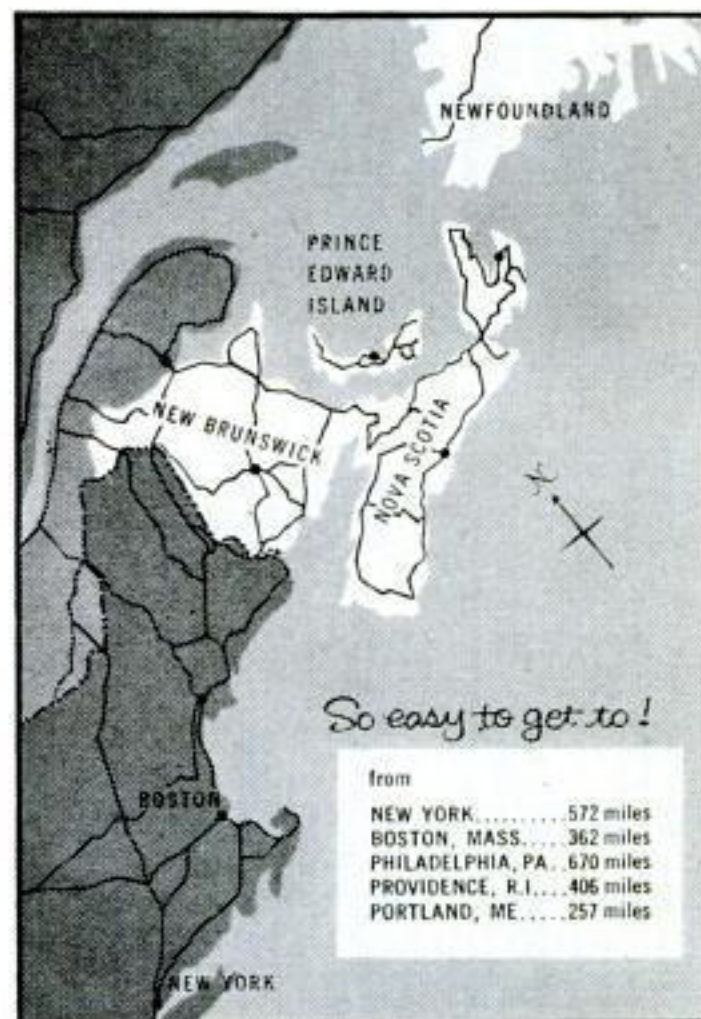 NEWFOUNDLAND
PRINCE
EDWARD
ISLAND
NEW BRUNSWICK
NOVA SCOTIA
N
So easy to get to!
from
NEW YORK..........572 miles
BOSTON, MASS.....362 miles
PHILADELPHIA, PA..670 miles
PROVIDENCE, R.I....406 miles
PORTLAND, ME.....257 miles
BOSTON
NEW YORK